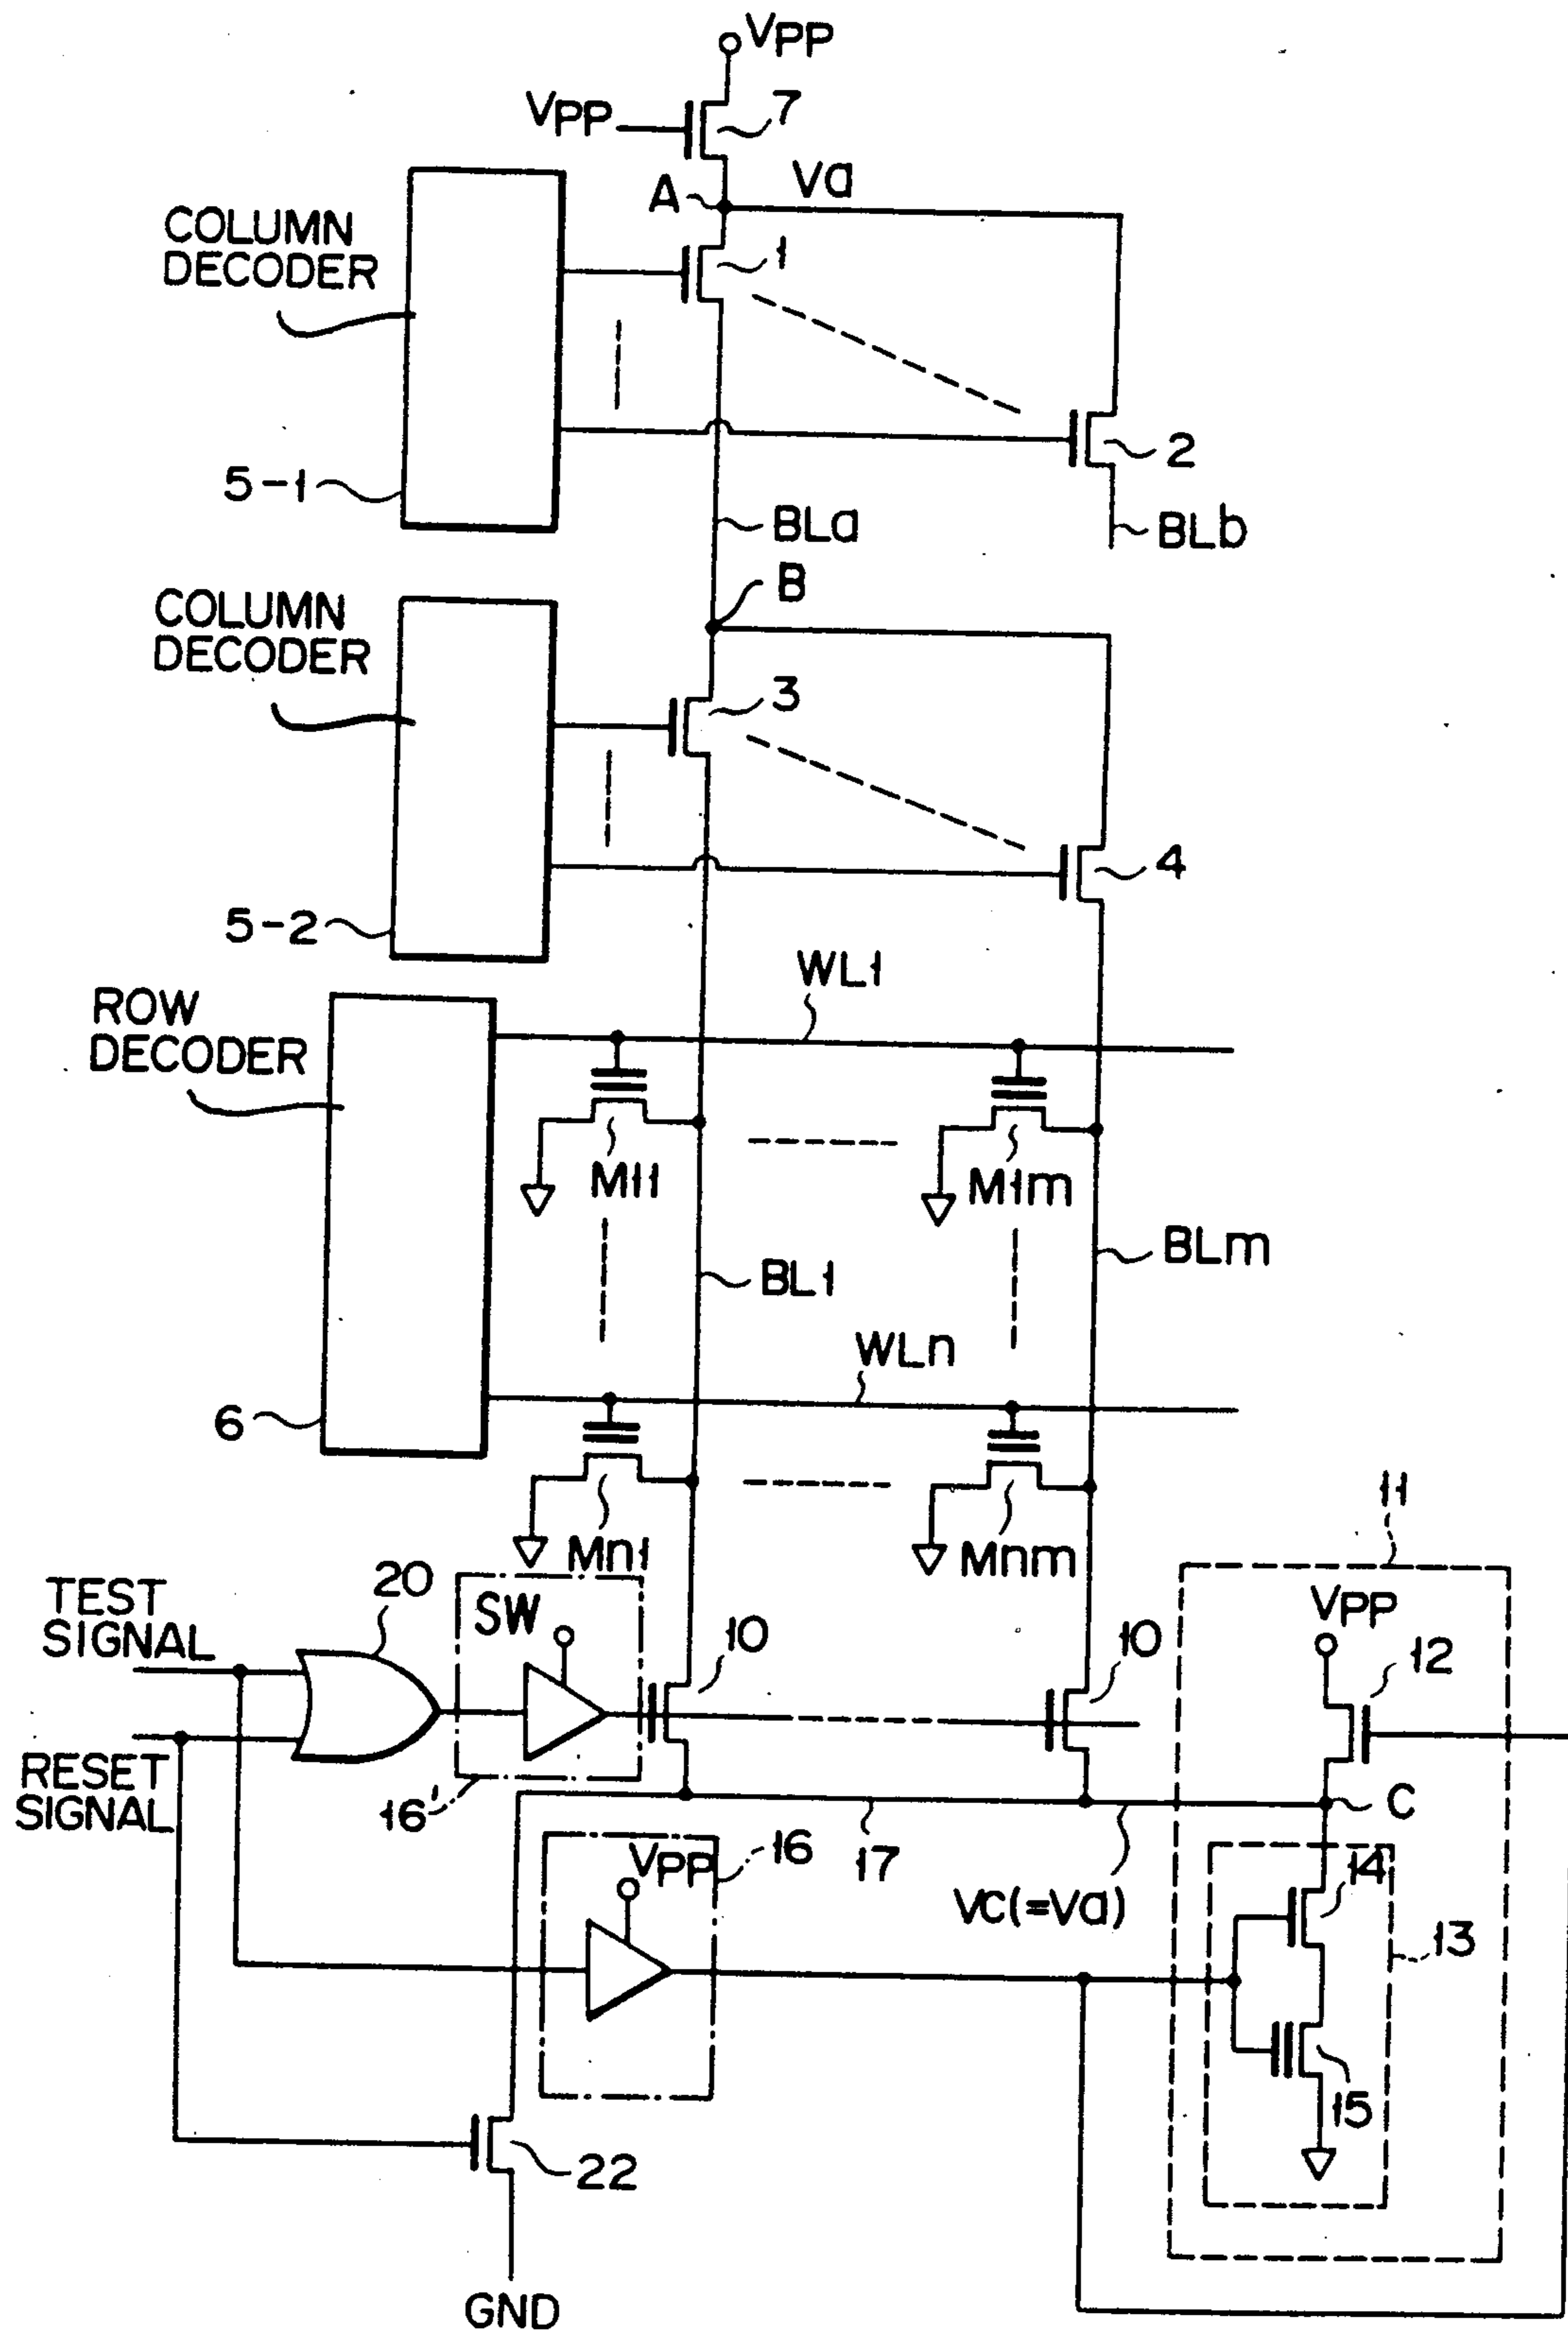 VPP
VPP
7
A
Va
COLUMN
DECODER
1
2
5-1
BLa
BLb
B
COLUMN
DECODER
3
4
5-2
WL1
ROW
DECODER
M11
M1m
BLm
BL1
WLn
6
Mn1
Mnm
11
TEST
SIGNAL
20
SW
10
10
VPP
12
RESET
SIGNAL
16'
C
VPP
16
17
14
VC(=Va)
13
15
22
GND